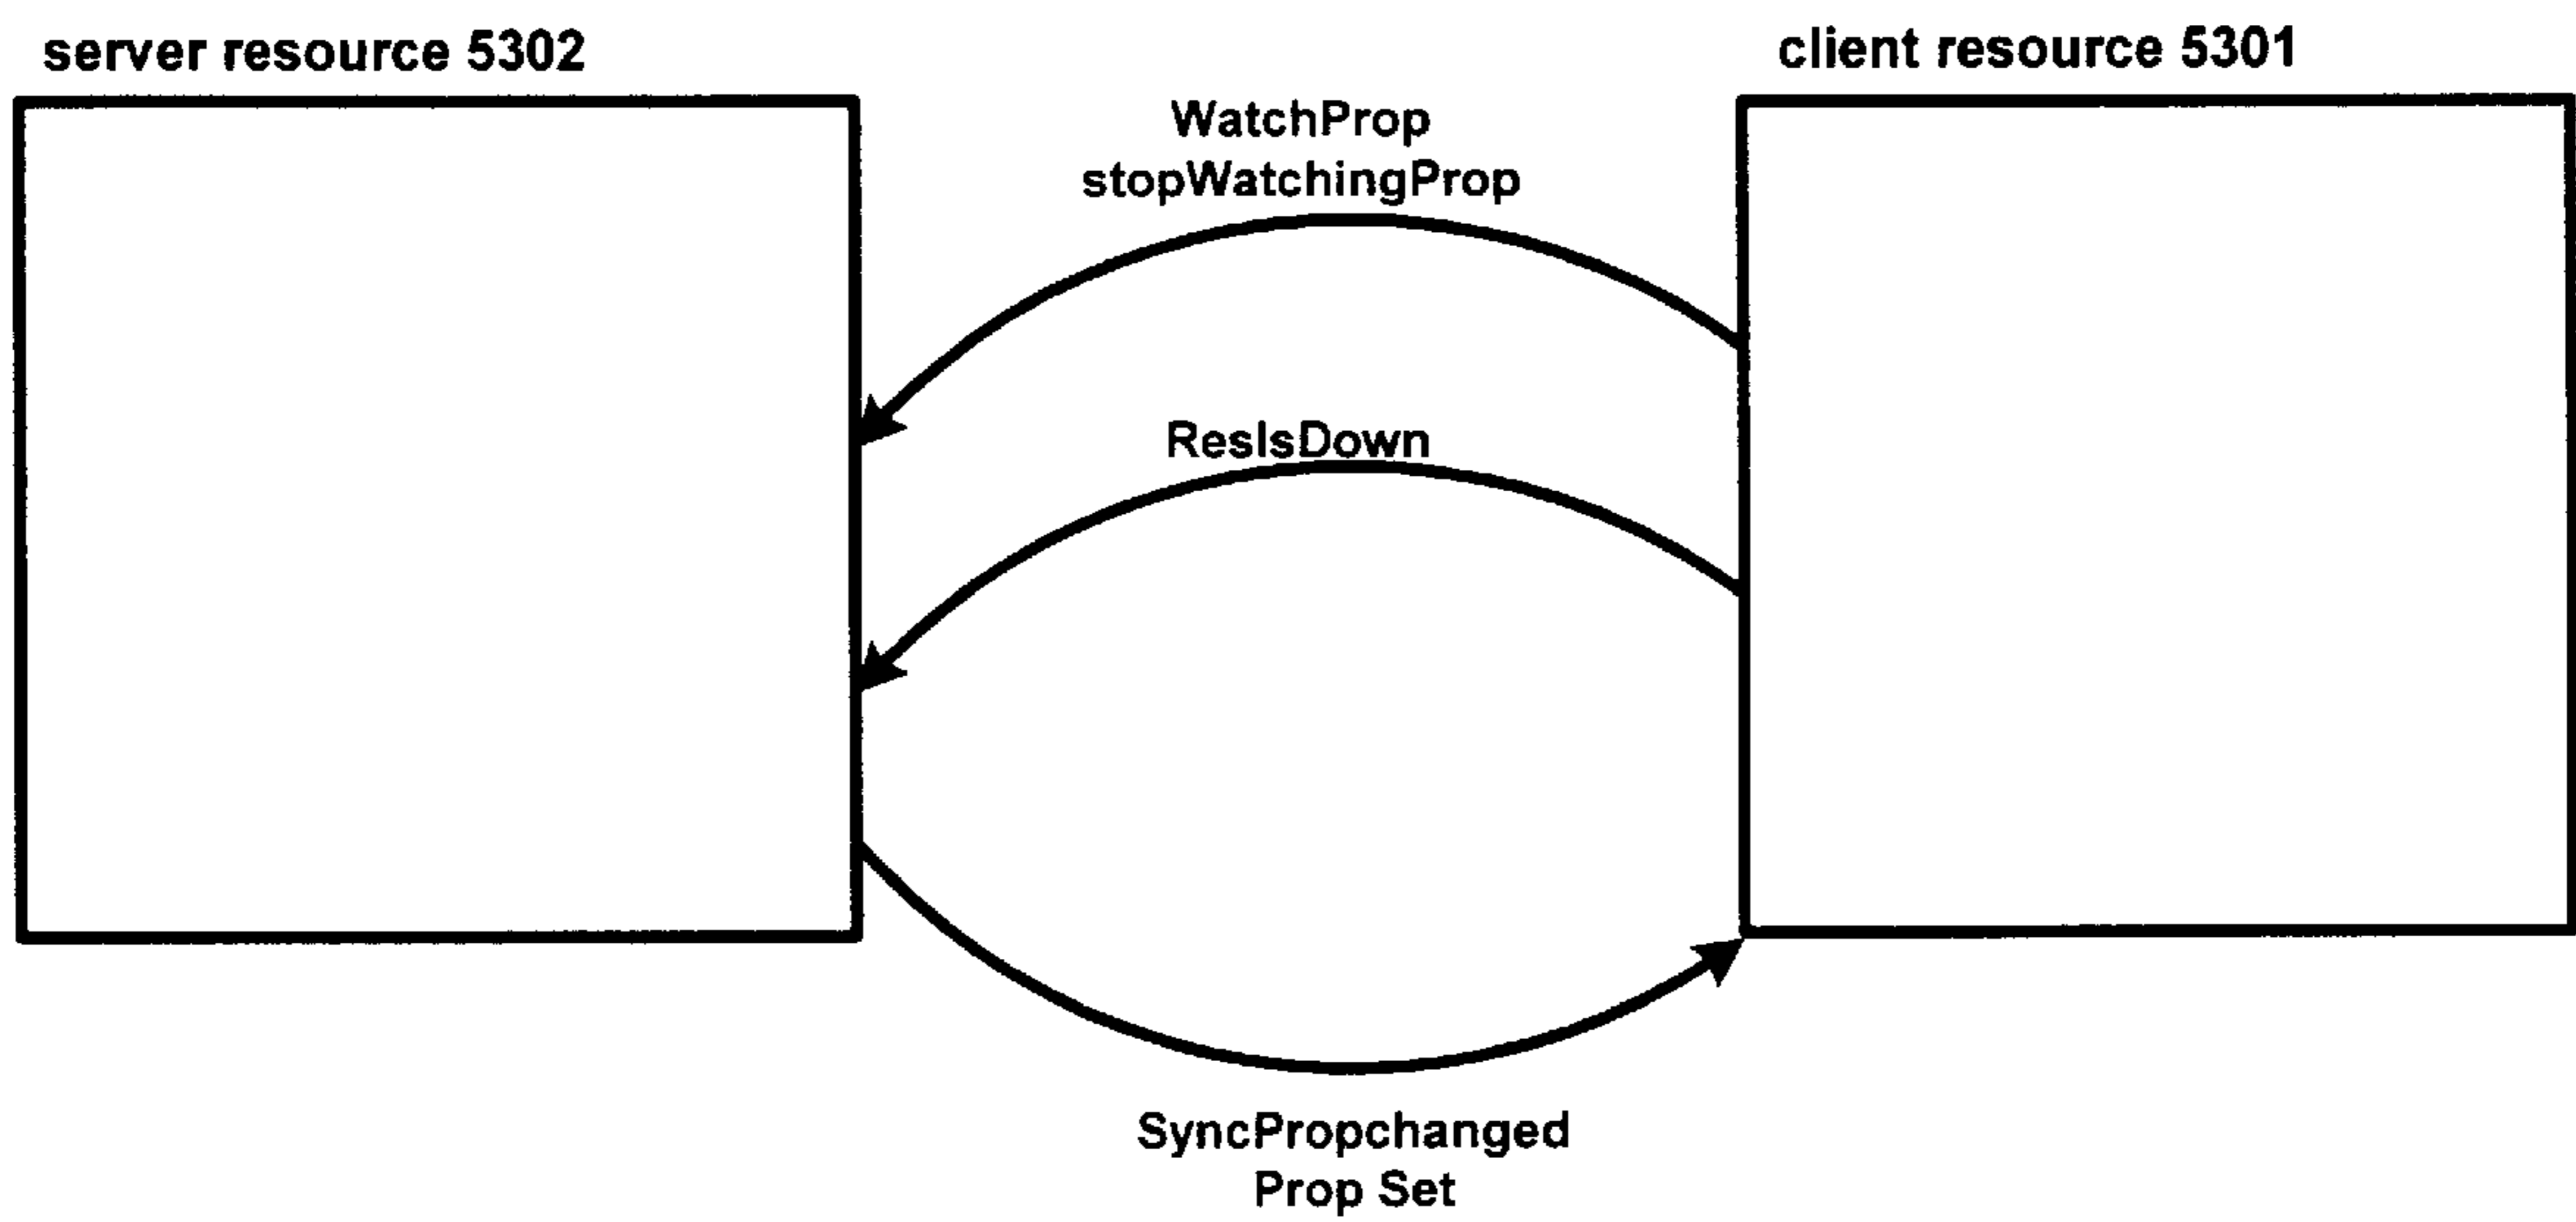 server resource 5302
client resource 5301
WatchProp
stopWatchingProp
ResIsDown
SyncPropchanged
Prop Set